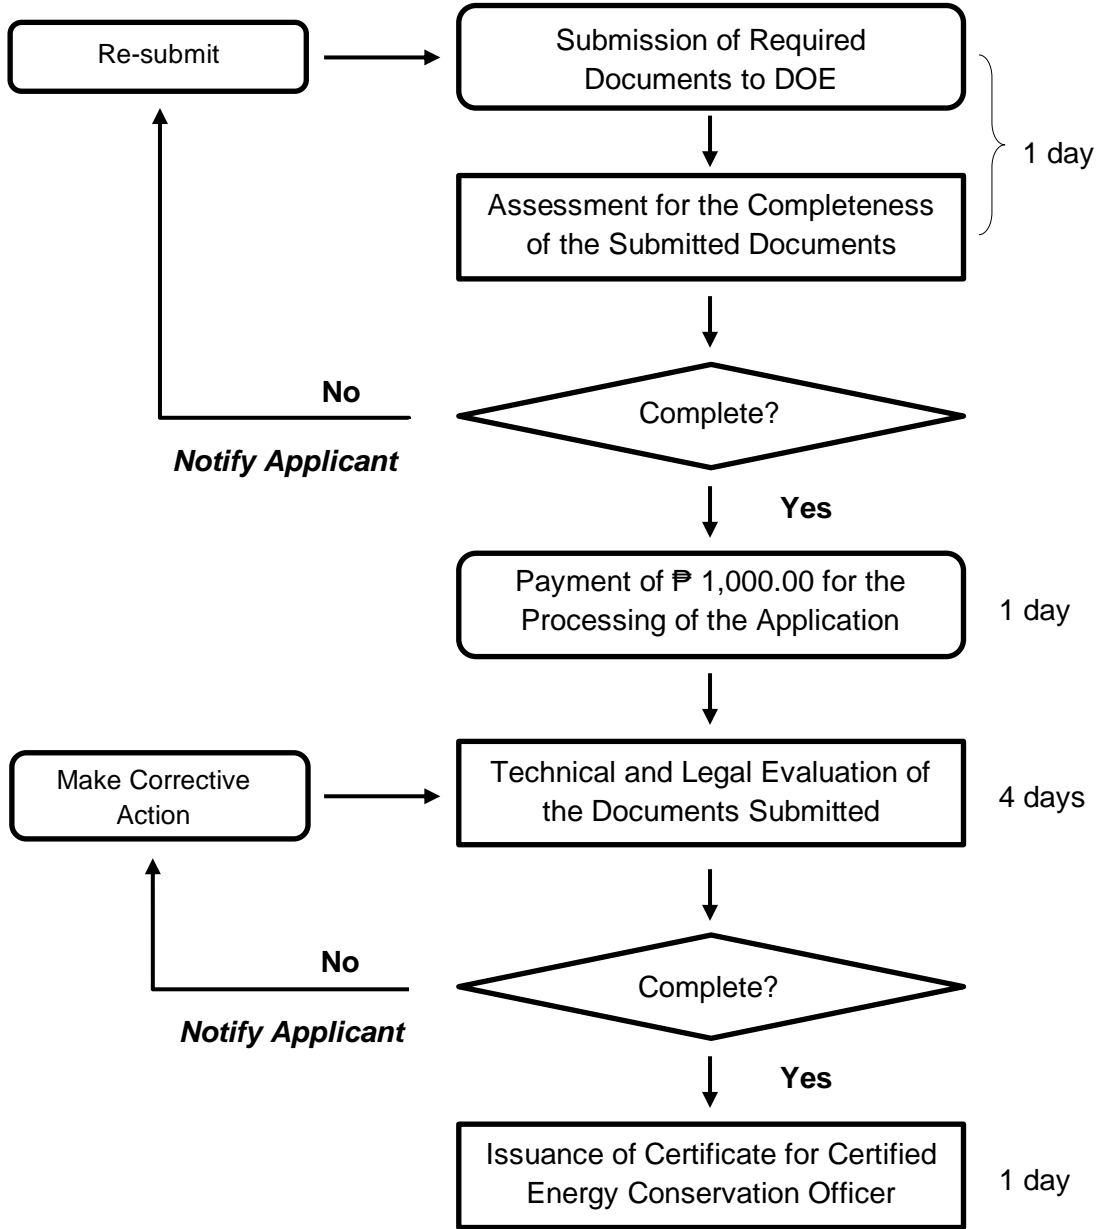 Re-submit
Submission of Required
Documents to DOE
1 day
Assessment for the Completeness
of the Submitted Documents
No
Complete?
Notify Applicant
Yes
Payment of ₱ 1,000.00 for the
Processing of the Application
1 day
Make Corrective
Action
Technical and Legal Evaluation of
the Documents Submitted
4 days
No
Complete?
Notify Applicant
Yes
Issuance of Certificate for Certified
Energy Conservation Officer
1 day